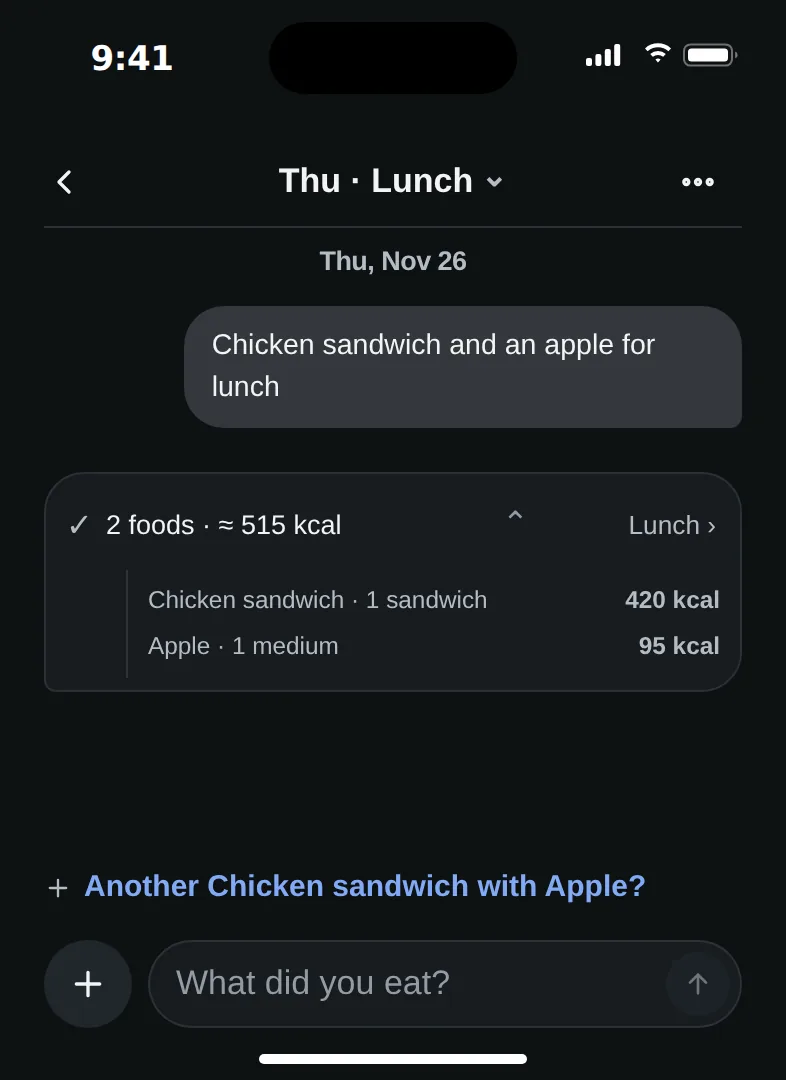 9:41
Thu · Lunch
Thu, Nov 26
Chicken sandwich and an apple for
lunch
✓ 2 foods · ≈ 515 kcal Lunch ›
Chicken sandwich · 1 sandwich 420 kcal
Apple · 1 medium 95 kcal
+ Another Chicken sandwich with Apple?
What did you eat?